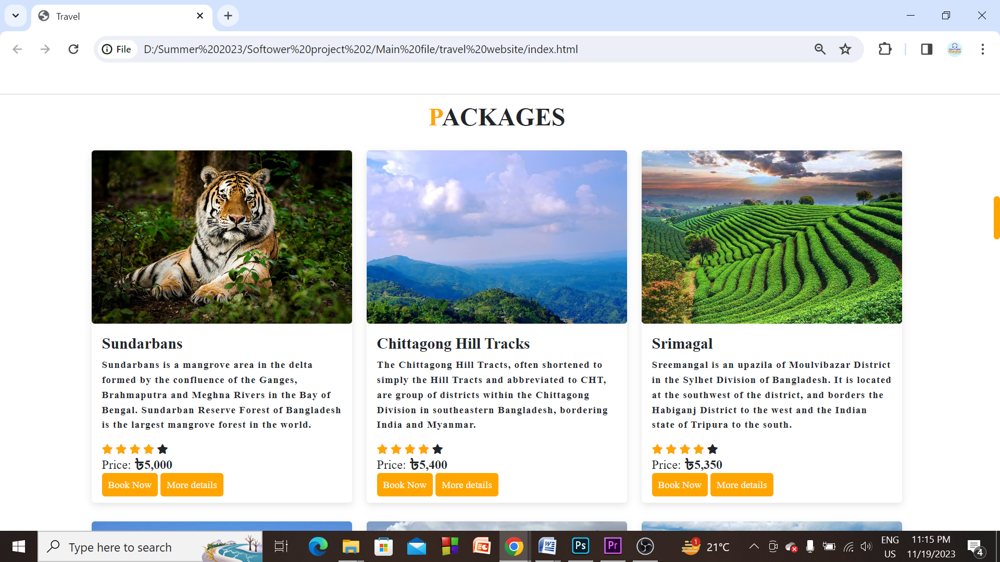 Travel
File
D:/Summer%202023/Softower%20project%202/Main%20file/travel%20website/index.html
PACKAGES
Sundarbans
Sundarbans is a mangrove area in the delta
formed by the confluence of the Ganges,
Brahmaputra and Meghna Rivers in the Bay of
Bengal. Sundarban Reserve Forest of Bangladesh
is the largest mangrove forest in the world.
Price: ৳5,000
Book Now
More details
Chittagong Hill Tracks
The Chittagong Hill Tracts, often shortened to
simply the Hill Tracts and abbreviated to CHT,
are group of districts within the Chittagong
Division in southeastern Bangladesh, bordering
India and Myanmar.
Price: ৳5,400
Book Now
More details
Srimagal
Sreemangal is an upazila of Moulvibazar District
in the Sylhet Division of Bangladesh. It is located
at the southwest of the district, and borders the
Habiganj District to the west and the Indian
state of Tripura to the south.
Price: ৳5,350
Book Now
More details
Type here to search
Ps
Pr
1
21°C
ENG
US
11:15 PM
11/19/2023
4